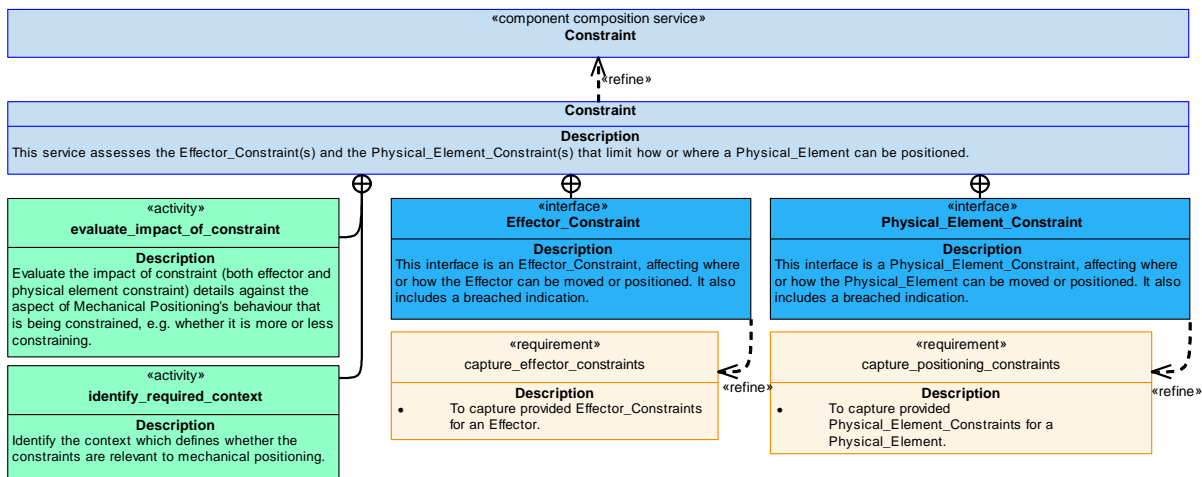 «component composition service»
Constraint
«refine»
Constraint
Description
This service assesses the Effector_Constraint(s) and the Physical_Element_Constraint(s) that limit how or where a Physical_Element can be positioned.
«activity»
evaluate_impact_of_constraint
Description
Evaluate the impact of constraint (both effector and
physical element constraint) details against the
aspect of Mechanical Positioning's behaviour that
is being constrained, e.g. whether it is more or less
constraining.
«activity»
identify_required_context
Description
Identify the context which defines whether the
constraints are relevant to mechanical positioning.
«interface»
Effector_Constraint
Description
This interface is an Effector_Constraint, affecting where
or how the Effector can be moved or positioned. It also
includes a breached indication.
«requirement»
capture_effector_constraints
Description
• To capture provided Effector_Constraints
for an Effector.
«refine»
«interface»
Physical_Element_Constraint
Description
This interface is a Physical_Element_Constraint, affecting where
or how the Physical_Element can be moved or positioned. It also
includes a breached indication.
«requirement»
capture_positioning_constraints
Description
• To capture provided
Physical_Element_Constraints for a
Physical_Element.
«refine»